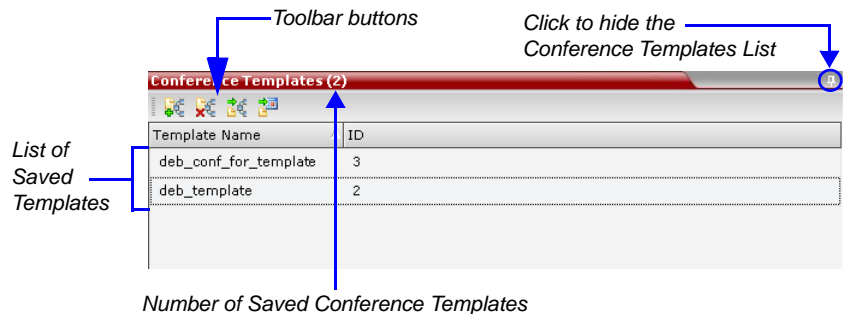 Toolbar buttons
Click to hide the
Conference Templates List
Conference Templates (2)
Template Name ID
List of
Saved
Templates
deb_conf_for_template 3
deb_template 2
Number of Saved Conference Templates